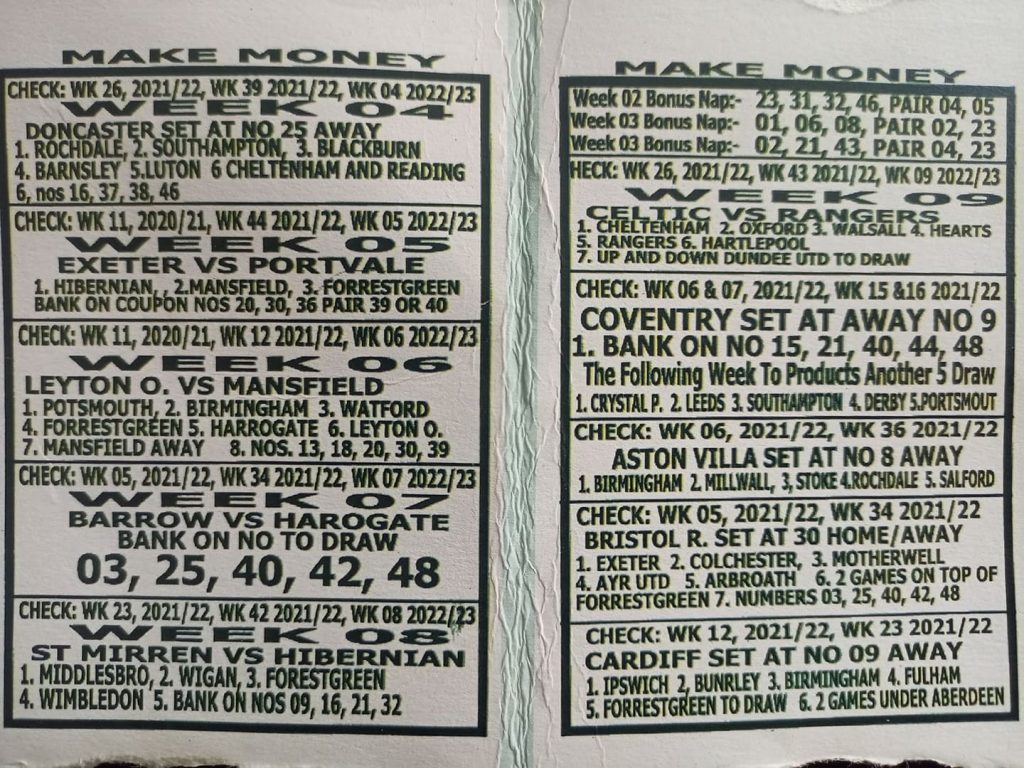 MAKE MONEY
CHECK: WK 26, 2021/22, WK 39 2021/22, WK 04 2022/23
WEEK 04
DONCASTER SET AT NO 25 AWAY
1. ROCHDALE, 2. SOUTHAMPTON, 3. BLACKBURN
4. BARNSLEY 5.LUTON 6 CHELTENHAM AND READING
6, nos 16, 37, 38, 46
CHECK: WK 11, 2020/21, WK 44 2021/22, WK 05 2022/23
WEEK 05
EXETER VS PORTVALE
1. HIBERNIAN, , 2.MANSFIELD, 3. FORRESTGREEN
BANK ON COUPON NOS 20, 30, 36 PAIR 39 OR 40
CHECK: WK 11, 2020/21, WK 12 2021/22, WK 06 2022/23
WEEK 06
LEYTON O. VS MANSFIELD
1. POTSMOUTH, 2. BIRMINGHAM 3. WATFORD
4. FORRESTGREEN 5. HARROGATE 6. LEYTON O.
7. MANSFIELD AWAY 8. NOS. 13, 18, 20, 30, 39
CHECK: WK 05, 2021/22, WK 34 2021/22, WK 07 2022/23
WEEK 07
BARROW VS HAROGATE
BANK ON NO TO DRAW
03, 25, 40, 42, 48
CHECK: WK 23, 2021/22, WK 42 2021/22, WK 08 2022/23
WEEK 08
ST MIRREN VS HIBERNIAN
1. MIDDLESBRO, 2. WIGAN, 3. FORESTGREEN
4. WIMBLEDON 5. BANK ON NOS 09, 16, 21, 32
MAKE MONEY
Week 02 Bonus Nap:- 23, 31, 32, 46, PAIR 04, 05
Week 03 Bonus Nap:- 01, 06, 08, PAIR 02, 23
Week 03 Bonus Nap:- 02, 21, 43, PAIR 04, 23
HECK: WK 26, 2021/22, WK 43 2021/22, WK 09 2022/23
WEEK 09
CELTIC VS RANGERS
1. CHELTENHAM 2. OXFORD 3. WALSALL 4. HEARTS
5. RANGERS 6. HARTLEPOOL
7. UP AND DOWN DUNDEE UTD TO DRAW
CHECK: WK 06 & 07, 2021/22, WK 15 &16 2021/22
COVENTRY SET AT AWAY NO 9
1. BANK ON NO 15, 21, 40, 44, 48
The Following Week To Products Another 5 Draw
1. CRYSTAL P. 2. LEEDS 3. SOUTHAMPTON 4. DERBY 5.PORTSMOUT
CHECK: WK 06, 2021/22, WK 36 2021/22
ASTON VILLA SET AT NO 8 AWAY
1. BIRMINGHAM 2. MILLWALL, 3, STOKE 4.ROCHDALE 5. SALFORD
CHECK: WK 05, 2021/22, WK 34 2021/22
BRISTOL R. SET AT 30 HOME/AWAY
1. EXETER 2. COLCHESTER, 3. MOTHERWELL
4. AYR UTD 5. ARBROATH 6. 2 GAMES ON TOP OF
FORRESTGREEN 7. NUMBERS 03, 25, 40, 42, 48
CHECK: WK 12, 2021/22, WK 23 2021/22
CARDIFF SET AT NO 09 AWAY
1. IPSWICH 2, BUNRLEY 3. BIRMINGHAM 4. FULHAM
5. FORRESTGREEN TO DRAW 6. 2 GAMES UNDER ABERDEEN